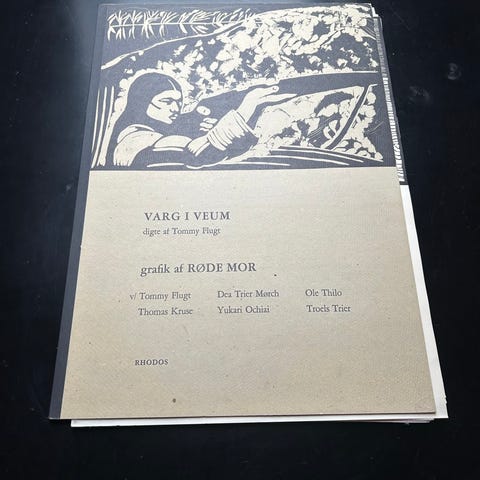 VARG I VEUM
digte af Tommy Flugt
grafik af RØDE MOR
v/ Tommy Flugt Dea Trier Mørch Ole Thilo
Thomas Kruse Yukari Ochiai Troels Trier
RHODOS